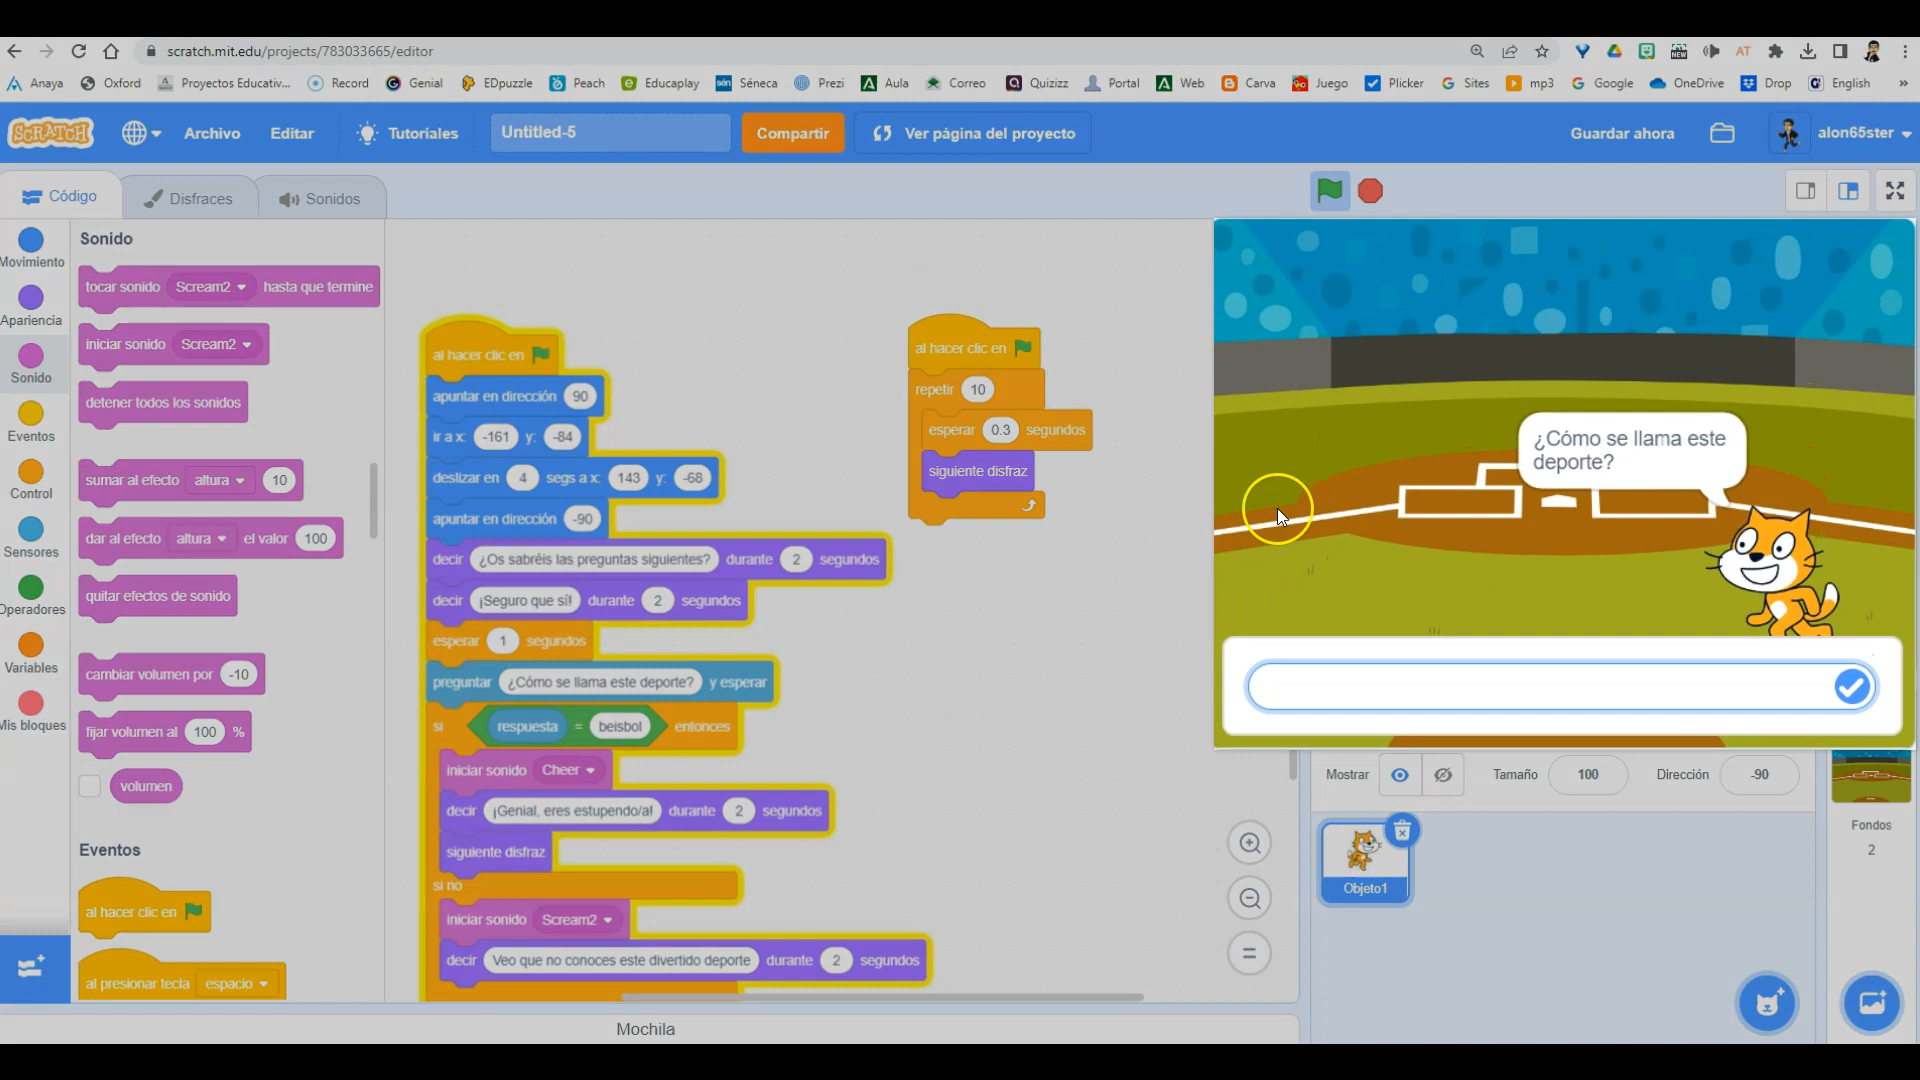 scratch.mit.edu/projects/783033665/editor
NEW
AT
Anaya
Oxford
Proyectos Educativ...
Record
Genial
EDpuzzle
Peach
Educaplay
Séneca
Prezi
Aula
Correo
Quizizz
Portal
Web
Carva
Juego
Plicker
Sites
mp3
Google
OneDrive
Drop
English
»
SCRATCH
Archivo
Editar
Tutoriales
Untitled-5
Compartir
Ver página del proyecto
Guardar ahora
alon65ster
Código
Disfraces
Sonidos
Movimiento
Apariencia
Sonido
Eventos
Control
Sensores
Operadores
Variables
Mis bloques
Sonido
tocar sonido Scream2 hasta que termine
iniciar sonido Scream2
detener todos los sonidos
sumar al efecto altura 10
dar al efecto altura el valor 100
quitar efectos de sonido
cambiar volumen por -10
fijar volumen al 100 %
volumen
Eventos
al hacer clic en
al presionar tecla espacio
al hacer clic en
apuntar en dirección 90
ir a x: -161 y: -84
deslizar en 4 segs a x: 143 y: -68
apuntar en dirección -90
decir ¿Os sabréis las preguntas siguientes? durante 2 segundos
decir ¡Seguro que sí! durante 2 segundos
esperar 1 segundos
preguntar ¿Cómo se llama este deporte? y esperar
si respuesta = beisbol entonces
iniciar sonido Cheer
decir ¡Genial, eres estupendo/a! durante 2 segundos
siguiente disfraz
si no
iniciar sonido Scream2
decir Veo que no conoces este divertido deporte durante 2 segundos
al hacer clic en
repetir 10
esperar 0.3 segundos
siguiente disfraz
¿Cómo se llama este
deporte?
Mostrar
Tamaño 100
Dirección -90
Objeto1
Fondos
2
Mochila